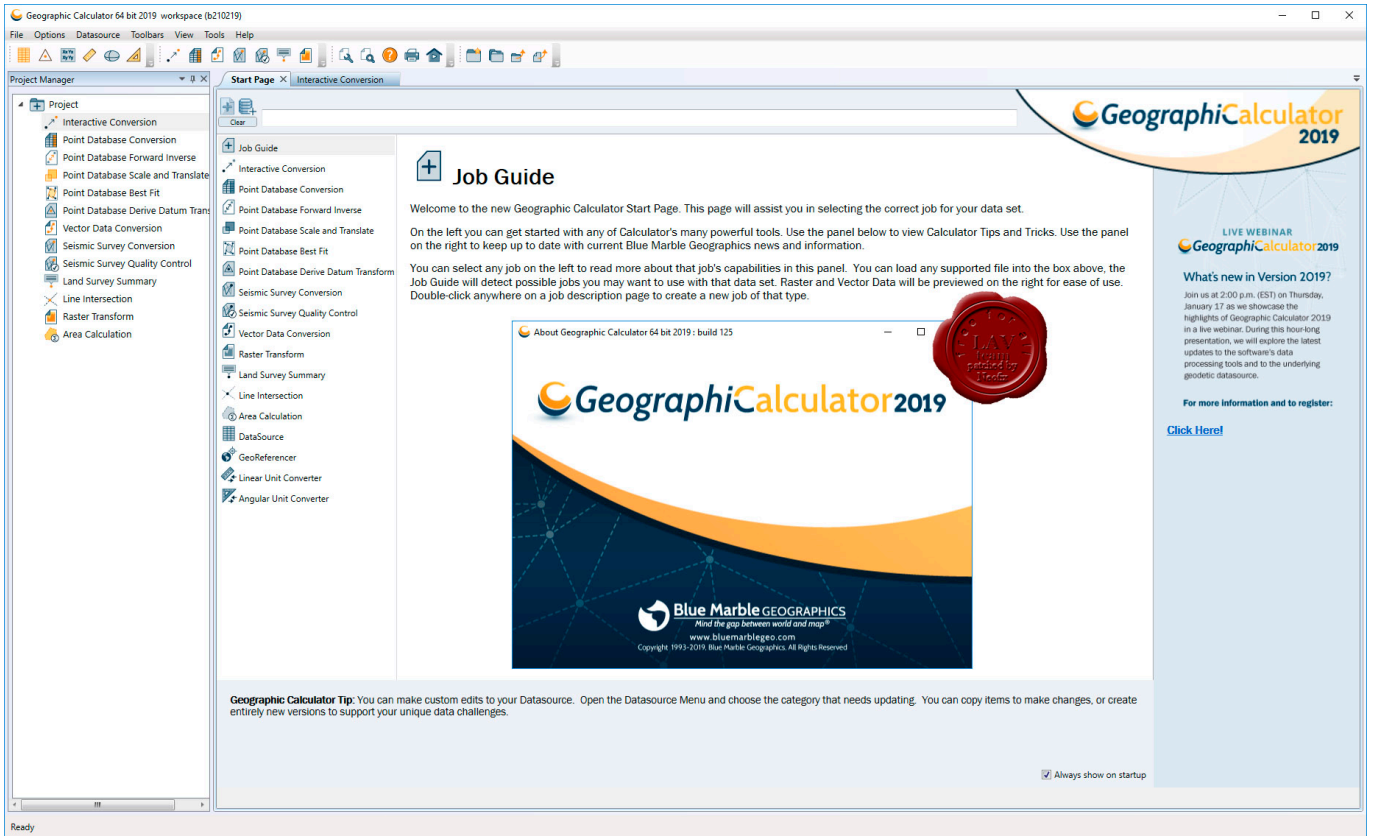 Geographic Calculator 64 bit 2019 workspace (b210219)
File Options Datasource Toolbars View Tools Help
Project Manager
Project
Interactive Conversion
Point Database Conversion
Point Database Forward Inverse
Point Database Scale and Translate
Point Database Best Fit
Point Database Derive Datum Trans
Vector Data Conversion
Seismic Survey Conversion
Seismic Survey Quality Control
Land Survey Summary
Line Intersection
Raster Transform
Area Calculation
Start Page
Interactive Conversion
Clear
Job Guide
Interactive Conversion
Point Database Conversion
Point Database Forward Inverse
Point Database Scale and Translate
Point Database Best Fit
Point Database Derive Datum Transform
Seismic Survey Conversion
Seismic Survey Quality Control
Vector Data Conversion
Raster Transform
Land Survey Summary
Line Intersection
Area Calculation
DataSource
GeoReferencer
Linear Unit Converter
Angular Unit Converter
Job Guide
Welcome to the new Geographic Calculator Start Page. This page will assist you in selecting the correct job for your data set.
On the left you can get started with any of Calculator's many powerful tools. Use the panel below to view Calculator Tips and Tricks. Use the panel
on the right to keep up to date with current Blue Marble Geographics news and information.
You can select any job on the left to read more about that job's capabilities in this panel. You can load any supported file into the box above, the
Job Guide will detect possible jobs you may want to use with that data set. Raster and Vector Data will be previewed on the right for ease of use.
Double-click anywhere on a job description page to create a new job of that type.
About Geographic Calculator 64 bit 2019 : build 125
GeographiCalculator2019
Blue Marble GEOGRAPHICS
Mind the gap between world and map®
www.bluemarblegeo.com
Copyright 1993-2019, Blue Marble Geographics, All Rights Reserved
LAV
team
patched by
Neofix
GeographiCalculator
2019
LIVE WEBINAR
GeographiCalculator2019
What's new in Version 2019?
Join us at 2:00 p.m. (EST) on Thursday,
January 17 as we showcase the
highlights of Geographic Calculator 2019
in a live webinar. During this hour-long
presentation, we will explore the latest
updates to the software's data
processing tools and to the underlying
geodetic datasource.
For more information and to register:
Click Here!
Geographic Calculator Tip: You can make custom edits to your Datasource. Open the Datasource Menu and choose the category that needs updating. You can copy items to make changes, or create
entirely new versions to support your unique data challenges.
Always show on startup
Ready